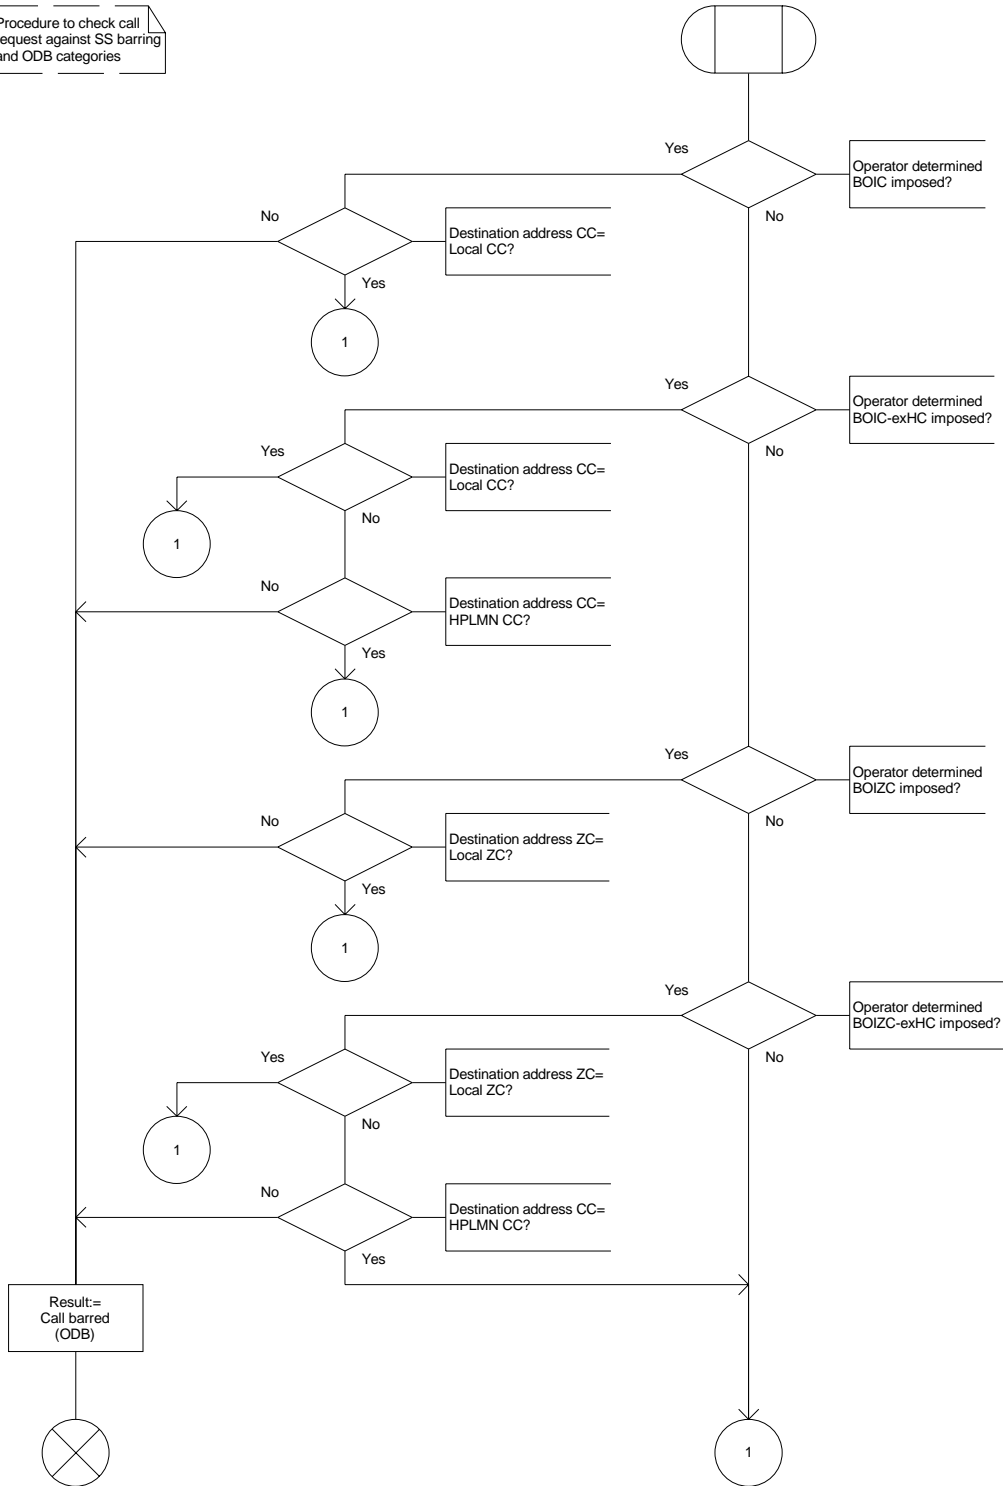 Procedure to check call
request against SS barring
and ODB categories
Yes
Operator determined
BOIC imposed?
No
No
Destination address CC=
Local CC?
Yes
1
Yes
Operator determined
BOIC-exHC imposed?
No
Yes
Destination address CC=
Local CC?
No
1
No
Destination address CC=
HPLMN CC?
Yes
1
Yes
Operator determined
BOIZC imposed?
No
No
Destination address ZC=
Local ZC?
Yes
1
Yes
Operator determined
BOIZC-exHC imposed?
No
Yes
Destination address ZC=
Local ZC?
No
1
No
Destination address CC=
HPLMN CC?
Yes
Result:=
Call barred
(ODB)
1